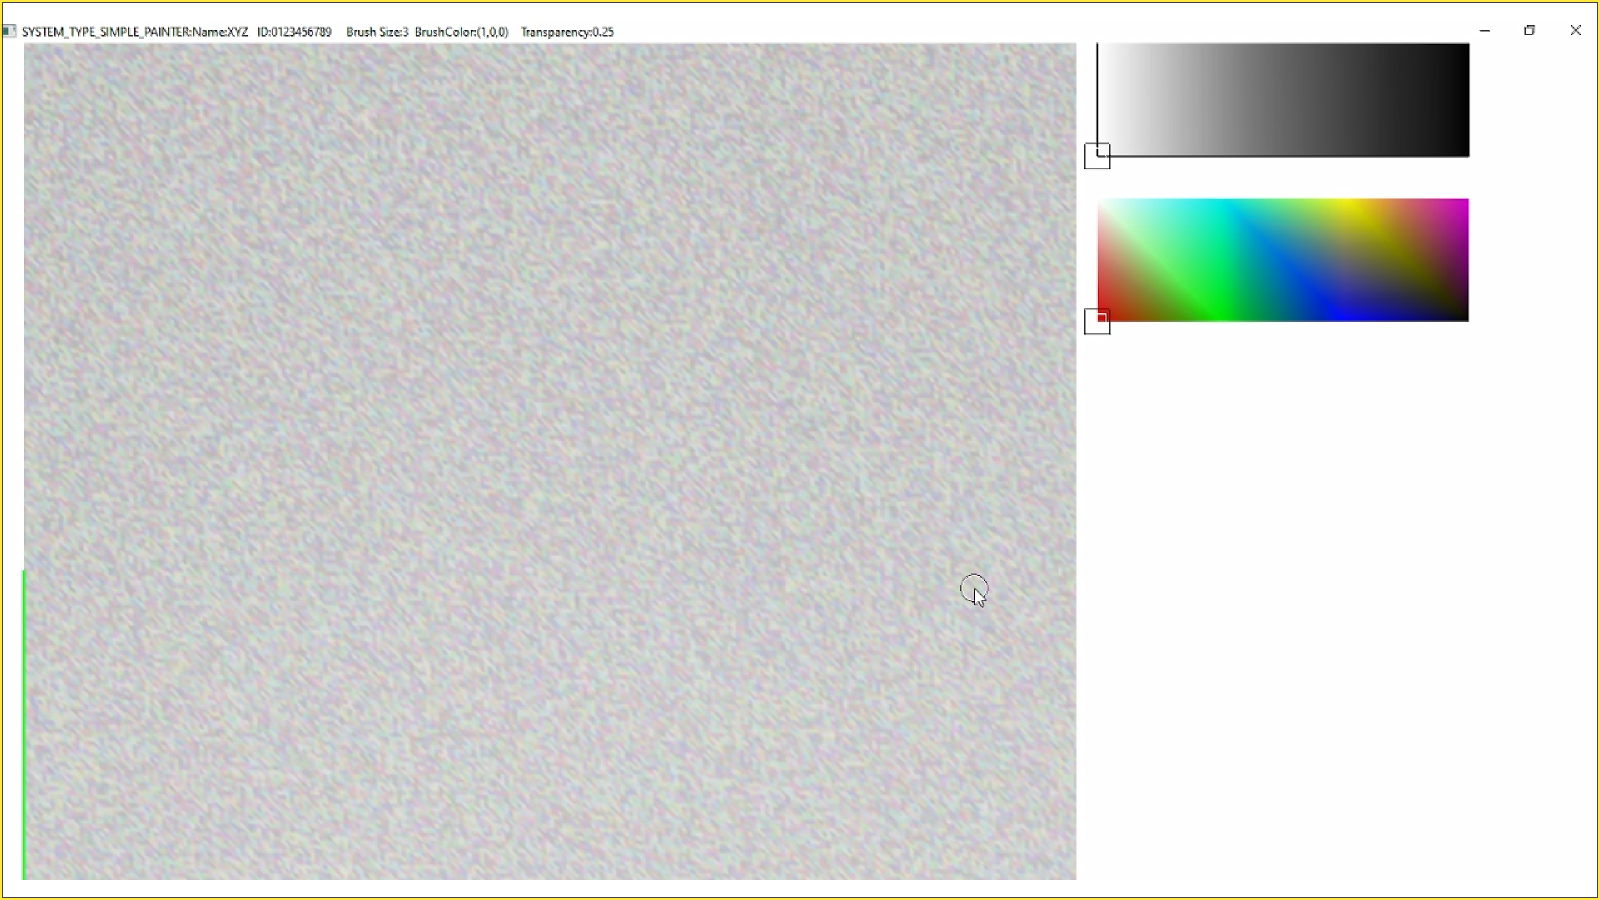 SYSTEM_TYPE_SIMPLE_PAINTER:Name:XYZ ID:0123456789 Brush Size:3 BrushColor:(1,0,0) Transparency:0.25